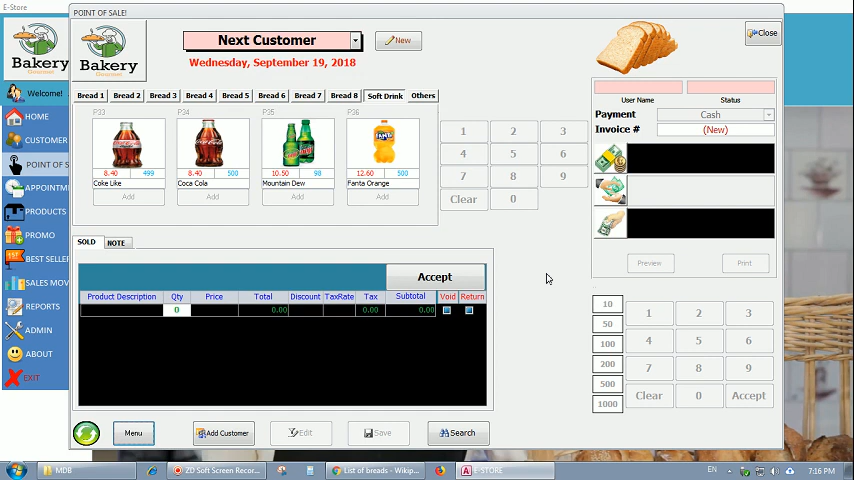 E-Store
POINT OF SALE!
Bakery
Gourmet
Bakery
Gourmet
Next Customer
New
Close
Wednesday, September 19, 2018
Welcome!
HOME
CUSTOMER
POINT OF S
APPOINTM
PRODUCTS
PROMO
BEST SELLER
SALES MOV
REPORTS
ADMIN
ABOUT
EXIT
Bread 1 Bread 2 Bread 3 Bread 4 Bread 5 Bread 6 Bread 7 Bread 8 Soft Drink Others
P33 P34 P35 P36
8.40 499 8.40 500 10.50 98 12.60 500
Coke Like Coca Cola Mountain Dew Fanta Orange
Add Add Add Add
1 2 3
4 5 6
7 8 9
Clear 0
User Name Status
Payment Cash
Invoice # (New)
Preview Print
SOLD NOTE
Accept
Product Description Qty Price Total Discount TaxRate Tax Subtotal Void Return
0 0.00 0.00 0.00
10
50
100
200
500
1000
1 2 3
4 5 6
7 8 9
Clear 0 Accept
Menu Add Customer Edit Save Search
MDB ZD Soft Screen Recor... List of breads - Wikip... E-STORE EN 7:16 PM